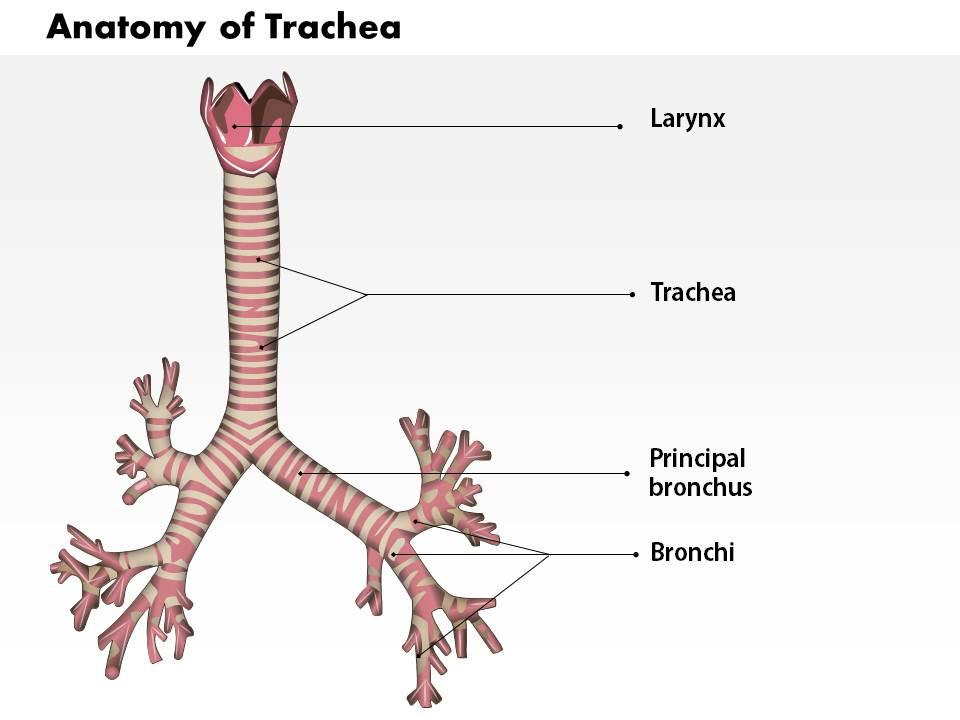 Anatomy of Trachea
Larynx
Trachea
Principal
bronchus
Bronchi